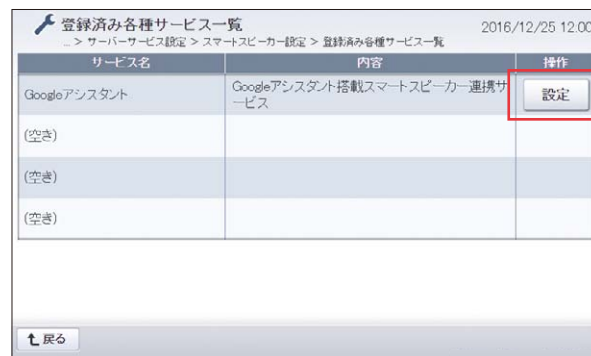 登録済み各種サービス一覧 2016/12/25 12:00
...> サーバーサービス設定 > スマートスピーカー設定 > 登録済み各種サービス一覧
サービス名 内容 操作
Googleアシスタント Googleアシスタント搭載スマートスピーカー連携サ
ービス 設定
(空き)
(空き)
(空き)
戻る